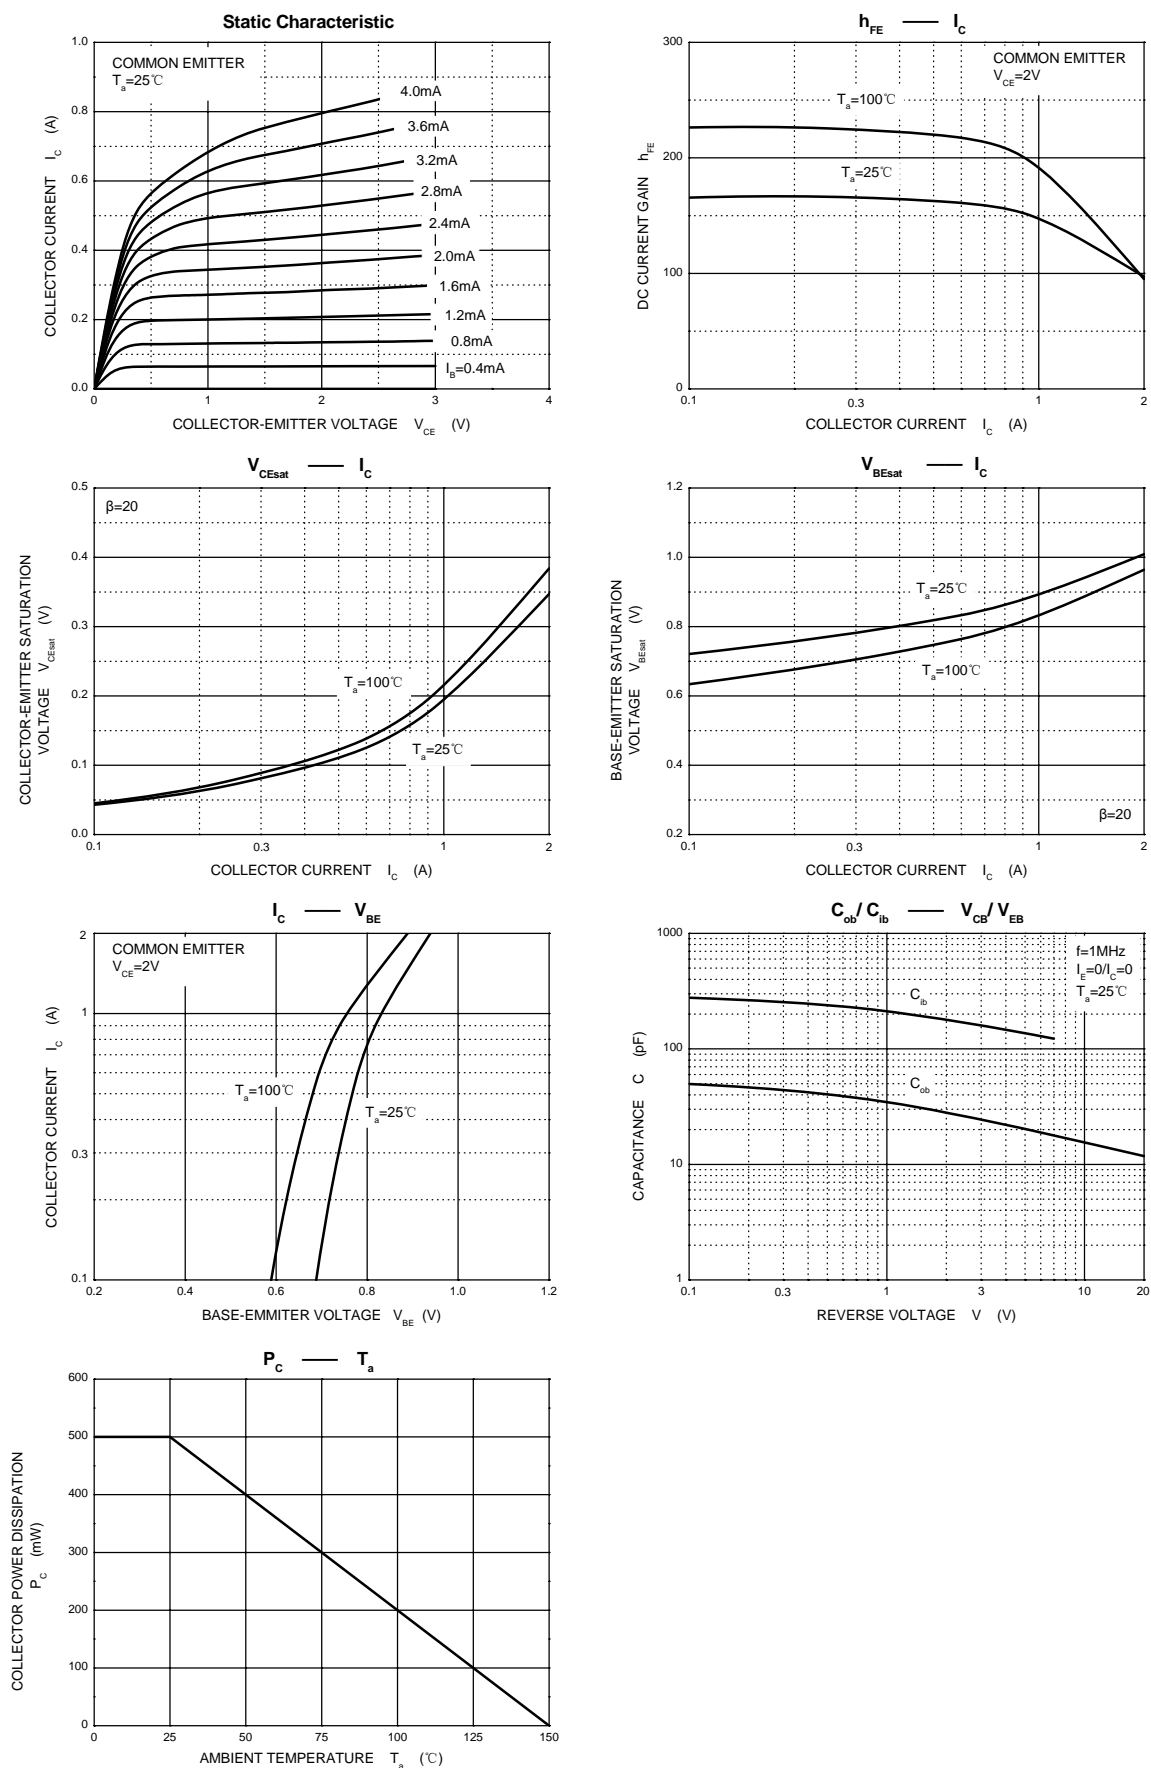 Static Characteristic
COMMON EMITTER
Ta=25℃
4.0mA
3.6mA
3.2mA
2.8mA
2.4mA
2.0mA
1.6mA
1.2mA
0.8mA
IB=0.4mA
1.0
0.8
0.6
0.4
0.2
0.0
0 1 2 3 4
COLLECTOR CURRENT IC (A)
COLLECTOR-EMITTER VOLTAGE VCE (V)
hFE —— IC
COMMON EMITTER
VCE=2V
Ta=100℃
Ta=25℃
300
200
100
0
0.1 0.3 1 2
DC CURRENT GAIN hFE
COLLECTOR CURRENT IC (A)
VCEsat —— IC
β=20
Ta=100℃
Ta=25℃
0.5
0.4
0.3
0.2
0.1
0.0
0.1 0.3 1 2
COLLECTOR-EMITTER SATURATION
VOLTAGE VCEsat (V)
COLLECTOR CURRENT IC (A)
VBEsat —— IC
Ta=25℃
Ta=100℃
β=20
1.2
1.0
0.8
0.6
0.4
0.2
0.1 0.3 1 2
BASE-EMITTER SATURATION
VOLTAGE VBEsat (V)
COLLECTOR CURRENT IC (A)
IC —— VBE
COMMON EMITTER
VCE=2V
Ta=100℃
Ta=25℃
2
1
0.3
0.1
0.2 0.4 0.6 0.8 1.0 1.2
COLLECTOR CURRENT IC (A)
BASE-EMMITER VOLTAGE VBE (V)
Cob/ Cib —— VCB/ VEB
f=1MHz
IE=0/IC=0
Ta=25℃
Cib
Cob
1000
100
10
1
0.1 0.3 1 3 10 20
CAPACITANCE C (pF)
REVERSE VOLTAGE V (V)
PC —— Ta
600
500
400
300
200
100
0
0 25 50 75 100 125 150
COLLECTOR POWER DISSIPATION
PC (mW)
AMBIENT TEMPERATURE Ta (℃)